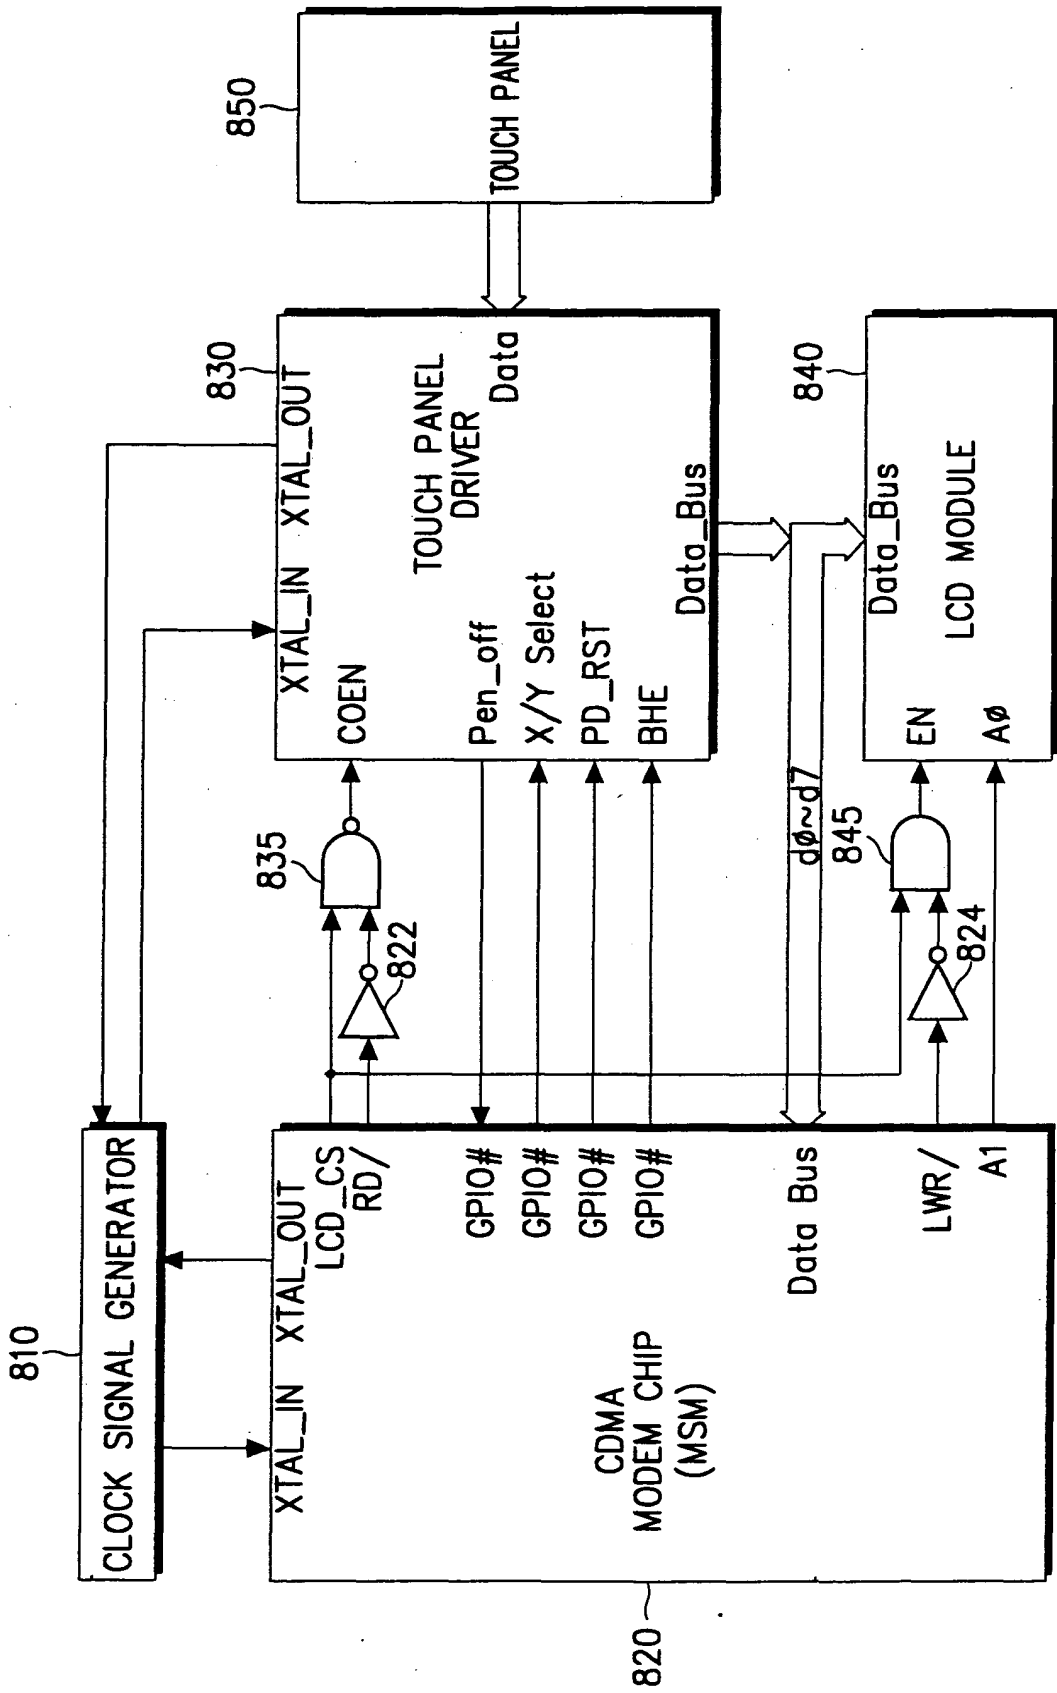 810
CLOCK SIGNAL GENERATOR
XTAL_IN XTAL_OUT
LCD_CS
RD/
GPIO#
GPIO#
GPIO#
GPIO#
Data Bus
LWR/
A1
CDMA
MODEM CHIP
(MSM)
820
822
835
824
845
dø~d7
830
XTAL_IN XTAL_OUT
COEN
Pen_off
X/Y Select
PD_RST
BHE
TOUCH PANEL
DRIVER
Data
Data_Bus
840
Data_Bus
EN
Aø
LCD MODULE
850
TOUCH PANEL